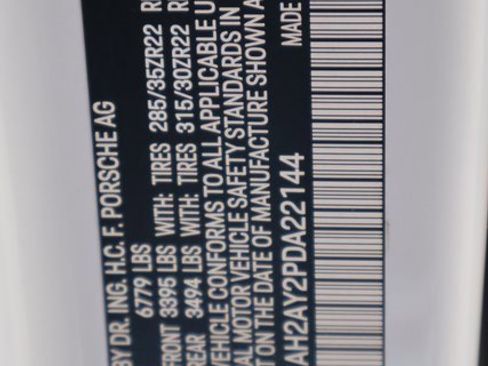 BY DR. ING. H.C. F. PORSCHE AG
6779 LBS
FRONT 3395 LBS WITH: TIRES 285/35ZR22 R
REAR 3494 LBS WITH: TIRES 315/30ZR22 R
VEHICLE CONFORMS TO ALL APPLICABLE U
AL MOTOR VEHICLE SAFETY STANDARDS IN
T ON THE DATE OF MANUFACTURE SHOWN A
AH2AY2PDA22144 MADE